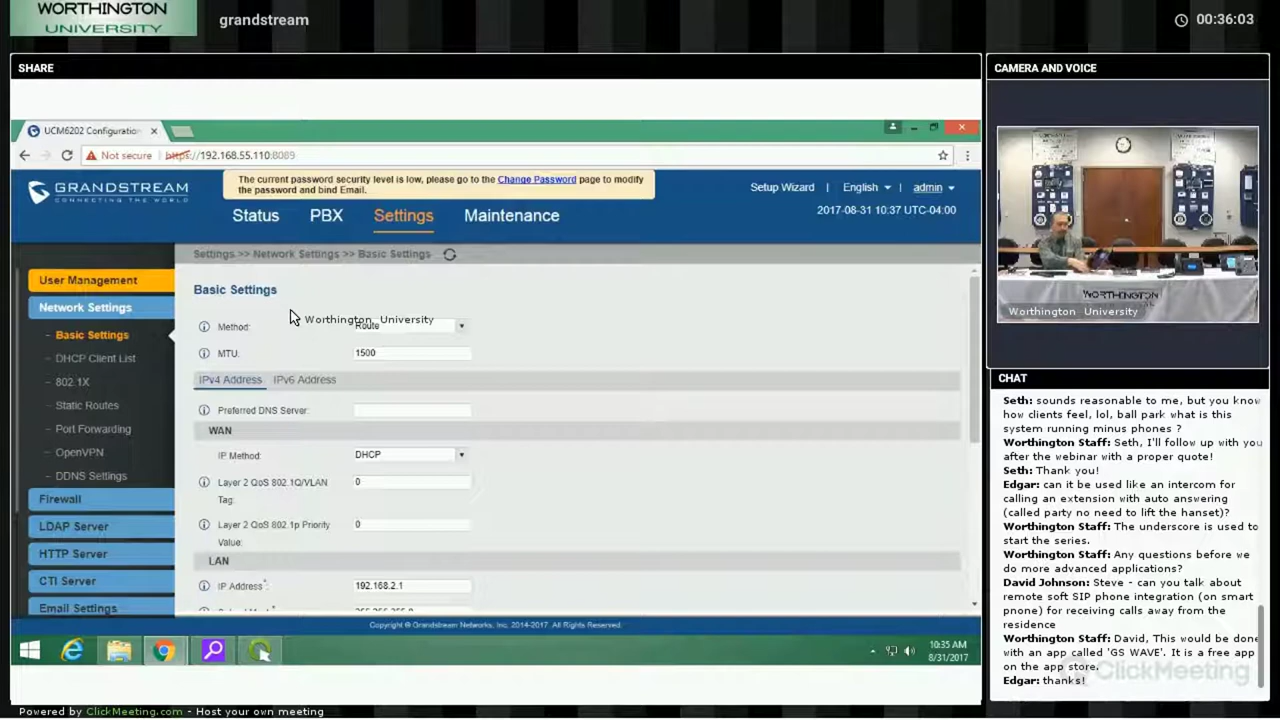 WORTHINGTON
UNIVERSITY
grandstream
00:36:03
SHARE
UCM6202 Configuration
Not secure https://192.168.55.110:8089
GRANDSTREAM
CONNECTING THE WORLD
The current password security level is low, please go to the Change Password page to modify
the password and bind Email.
Setup Wizard | English | admin
2017-08-31 10:37 UTC-04:00
Status PBX Settings Maintenance
Settings >> Network Settings >> Basic Settings
User Management
Network Settings
– Basic Settings
– DHCP Client List
– 802.1X
– Static Routes
– Port Forwarding
– OpenVPN
– DDNS Settings
Firewall
LDAP Server
HTTP Server
CTI Server
Email Settings
Basic Settings
Worthington University
Method: Route
MTU: 1500
IPv4 Address IPv6 Address
Preferred DNS Server:
WAN
IP Method: DHCP
Layer 2 QoS 802.1Q/VLAN 0
Tag:
Layer 2 QoS 802.1p Priority 0
Value:
LAN
IP Address*: 192.168.2.1
Copyright © Grandstream Networks, Inc. 2014-2017. All Rights Reserved.
10:35 AM
8/31/2017
Powered by ClickMeeting.com - Host your own meeting
CAMERA AND VOICE
WORTHINGTON
Worthington University
CHAT
Seth: sounds reasonable to me, but you know
how clients feel, lol, ball park what is this
system running minus phones ?
Worthington Staff: Seth, I'll follow up with you
after the webinar with a proper quote!
Seth: Thank you!
Edgar: can it be used like an intercom for
calling an extension with auto answering
(called party no need to lift the hanset)?
Worthington Staff: The underscore is used to
start the series.
Worthington Staff: Any questions before we
do more advanced applications?
David Johnson: Steve - can you talk about
remote soft SIP phone integration (on smart
pnone) for receiving calls away from the
residence
Worthington Staff: David, This would be done
with an app called 'GS WAVE'. It is a free app
on the app store.
Edgar: thanks!
ClickMeeting